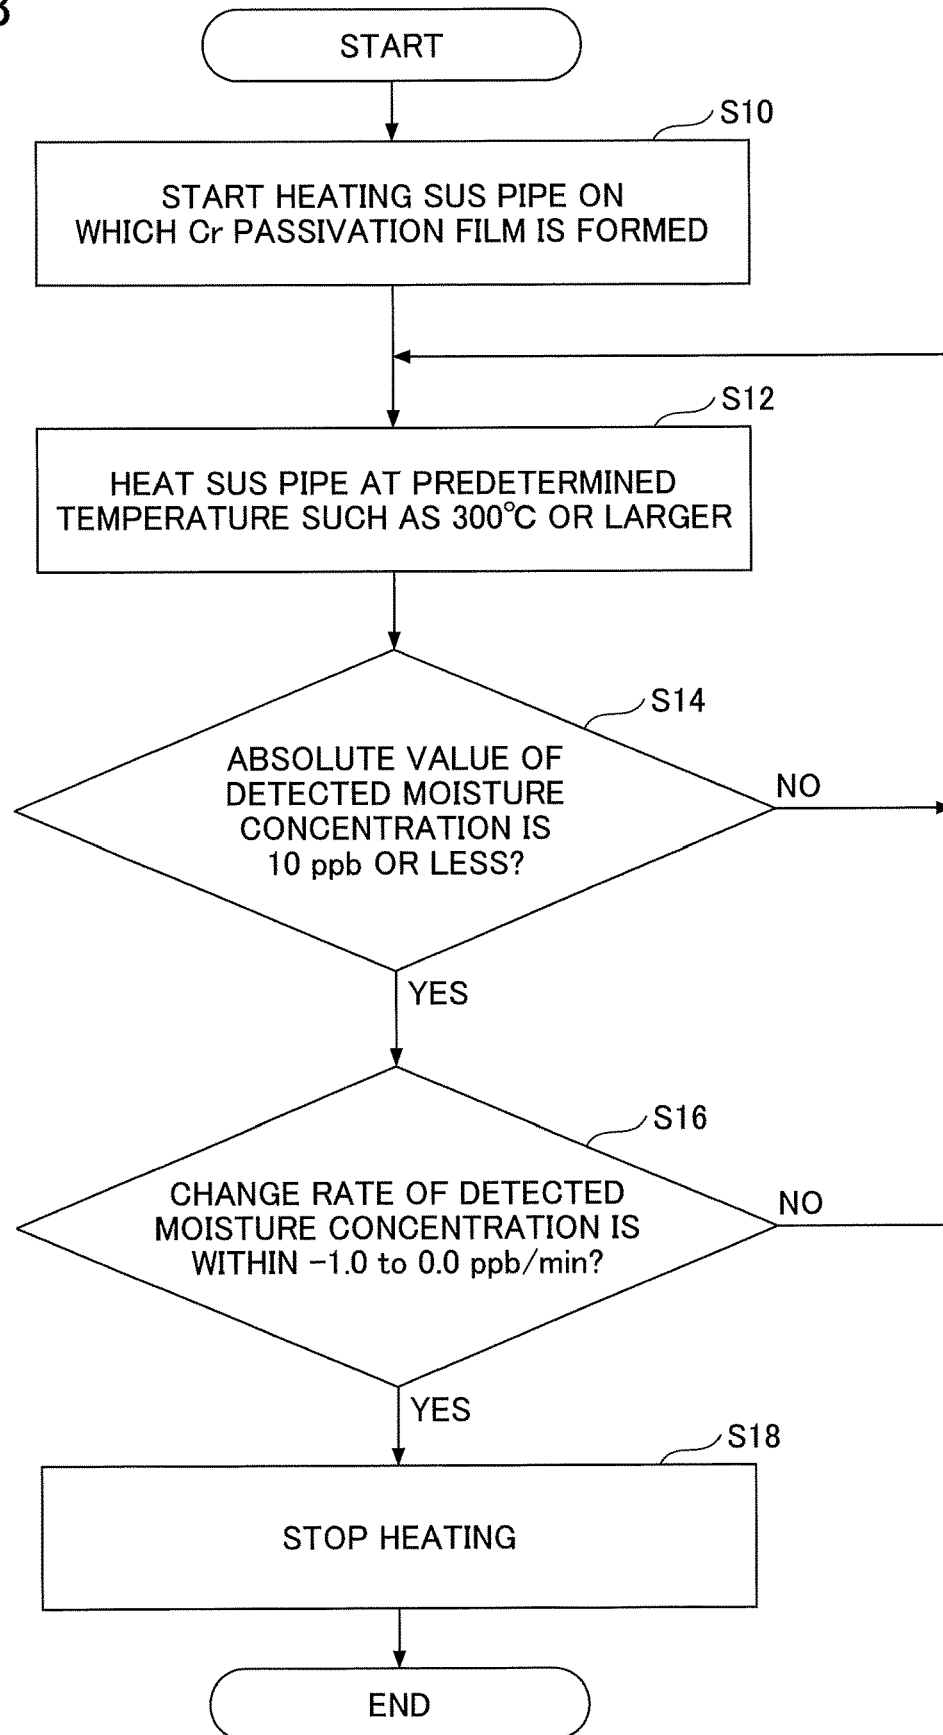 START
S10
START HEATING SUS PIPE ON
WHICH Cr PASSIVATION FILM IS FORMED
S12
HEAT SUS PIPE AT PREDETERMINED
TEMPERATURE SUCH AS 300℃ OR LARGER
S14
ABSOLUTE VALUE OF
DETECTED MOISTURE
CONCENTRATION IS
10 ppb OR LESS?
NO
YES
S16
CHANGE RATE OF DETECTED
MOISTURE CONCENTRATION IS
WITHIN −1.0 to 0.0 ppb/min?
NO
YES
S18
STOP HEATING
END